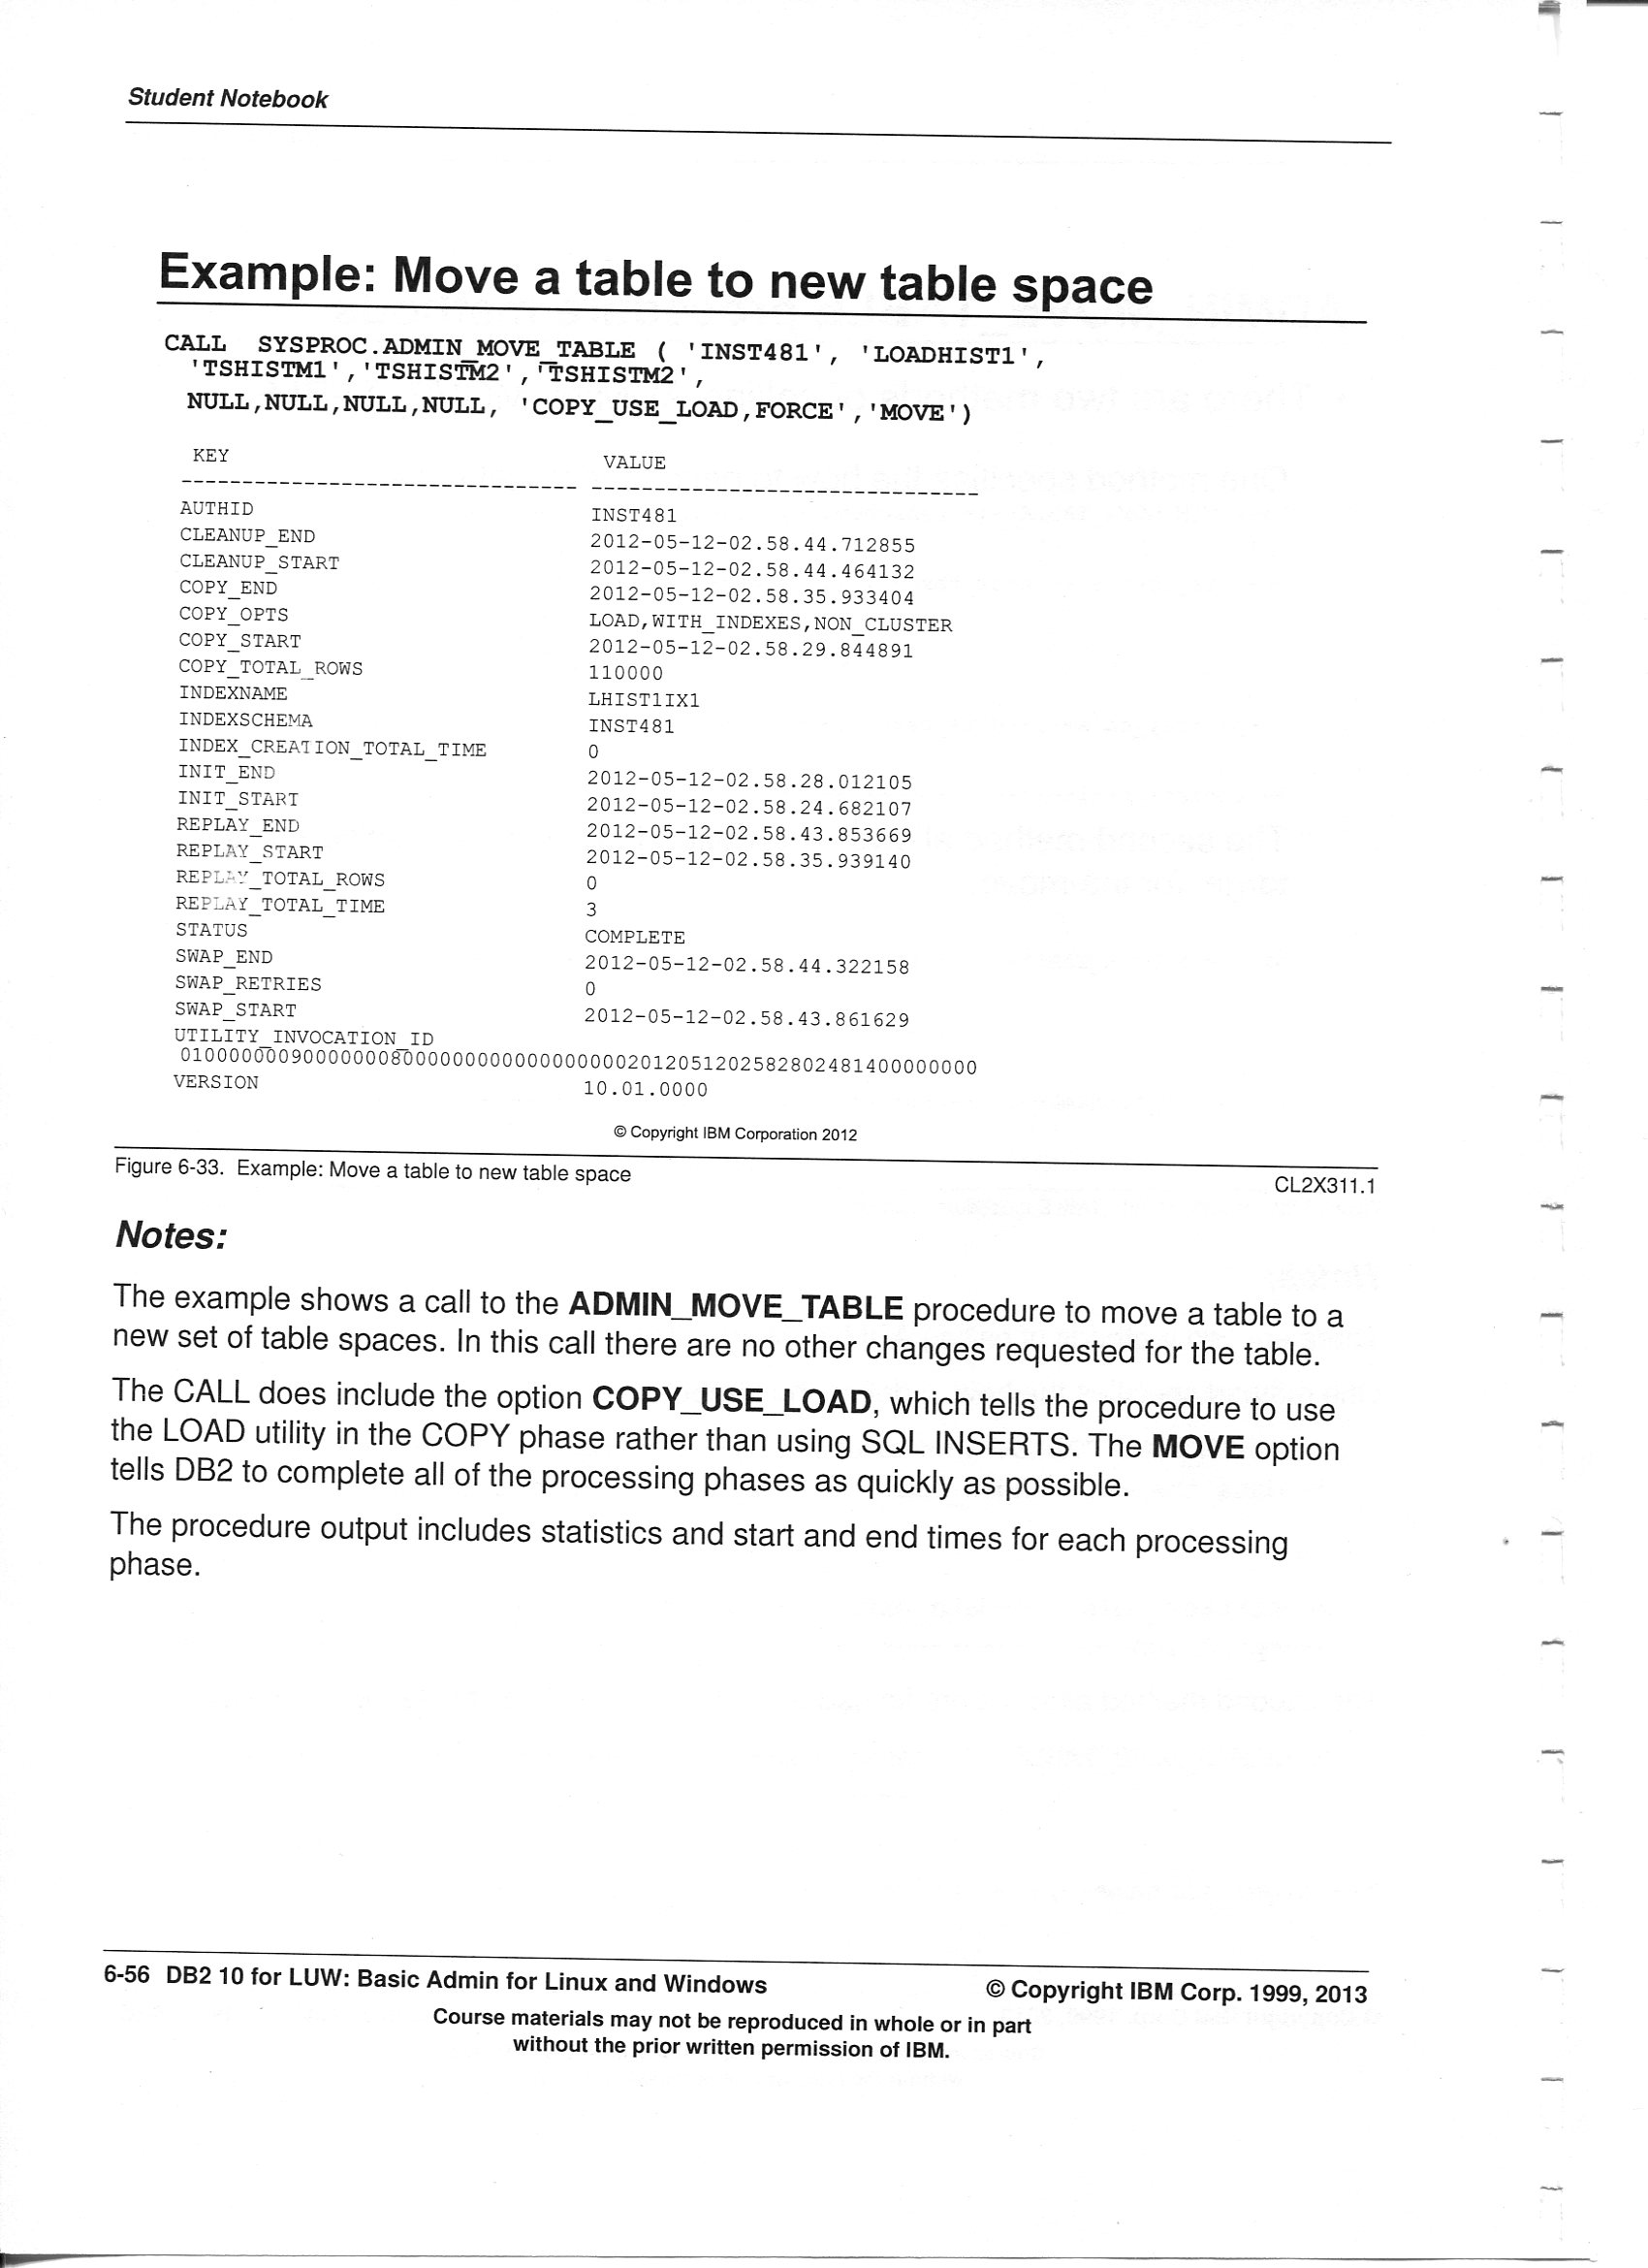 Student Notebook
Example: Move a table to new table space
CALL  SYSPROC.ADMIN_MOVE_TABLE ( 'INST481', 'LOADHIST1',
'TSHISTM1','TSHISTM2','TSHISTM2',
NULL,NULL,NULL,NULL, 'COPY_USE_LOAD,FORCE','MOVE')
KEY VALUE
-------------------------------- --------------------------------
AUTHID INST481
CLEANUP_END 2012-05-12-02.58.44.712855
CLEANUP_START 2012-05-12-02.58.44.464132
COPY_END 2012-05-12-02.58.35.933404
COPY_OPTS LOAD,WITH_INDEXES,NON_CLUSTER
COPY_START 2012-05-12-02.58.29.844891
COPY_TOTAL_ROWS 110000
INDEXNAME LHIST1IX1
INDEXSCHEMA INST481
INDEX_CREATION_TOTAL_TIME 0
INIT_END 2012-05-12-02.58.28.012105
INIT_START 2012-05-12-02.58.24.682107
REPLAY_END 2012-05-12-02.58.43.853669
REPLAY_START 2012-05-12-02.58.35.939140
REPLAY_TOTAL_ROWS 0
REPLAY_TOTAL_TIME 3
STATUS COMPLETE
SWAP_END 2012-05-12-02.58.44.322158
SWAP_RETRIES 0
SWAP_START 2012-05-12-02.58.43.861629
UTILITY_INVOCATION_ID
0100000009000000080000000000000000002012051202582802481400000000
VERSION 10.01.0000
© Copyright IBM Corporation 2012
Figure 6-33. Example: Move a table to new table space CL2X311.1
Notes:
The example shows a call to the ADMIN_MOVE_TABLE procedure to move a table to a
new set of table spaces. In this call there are no other changes requested for the table.
The CALL does include the option COPY_USE_LOAD, which tells the procedure to use
the LOAD utility in the COPY phase rather than using SQL INSERTS. The MOVE option
tells DB2 to complete all of the processing phases as quickly as possible.
The procedure output includes statistics and start and end times for each processing
phase.
6-56 DB2 10 for LUW: Basic Admin for Linux and Windows © Copyright IBM Corp. 1999, 2013
Course materials may not be reproduced in whole or in part
without the prior written permission of IBM.